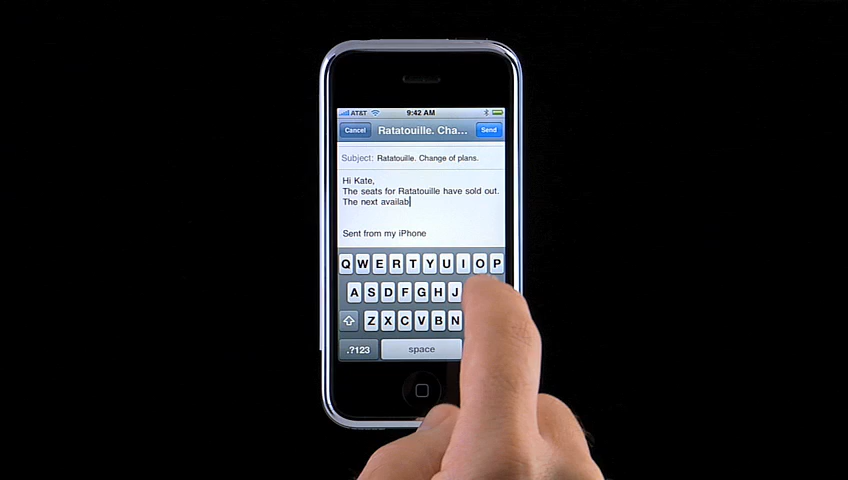 AT&T 9:42 AM
Cancel Ratatouille. Cha... Send
Subject: Ratatouille. Change of plans.
Hi Kate,
The seats for Ratatouille have sold out.
The next availab
Sent from my iPhone
Q W E R T Y U I O P
A S D F G H J
Z X C V B N
.?123 space